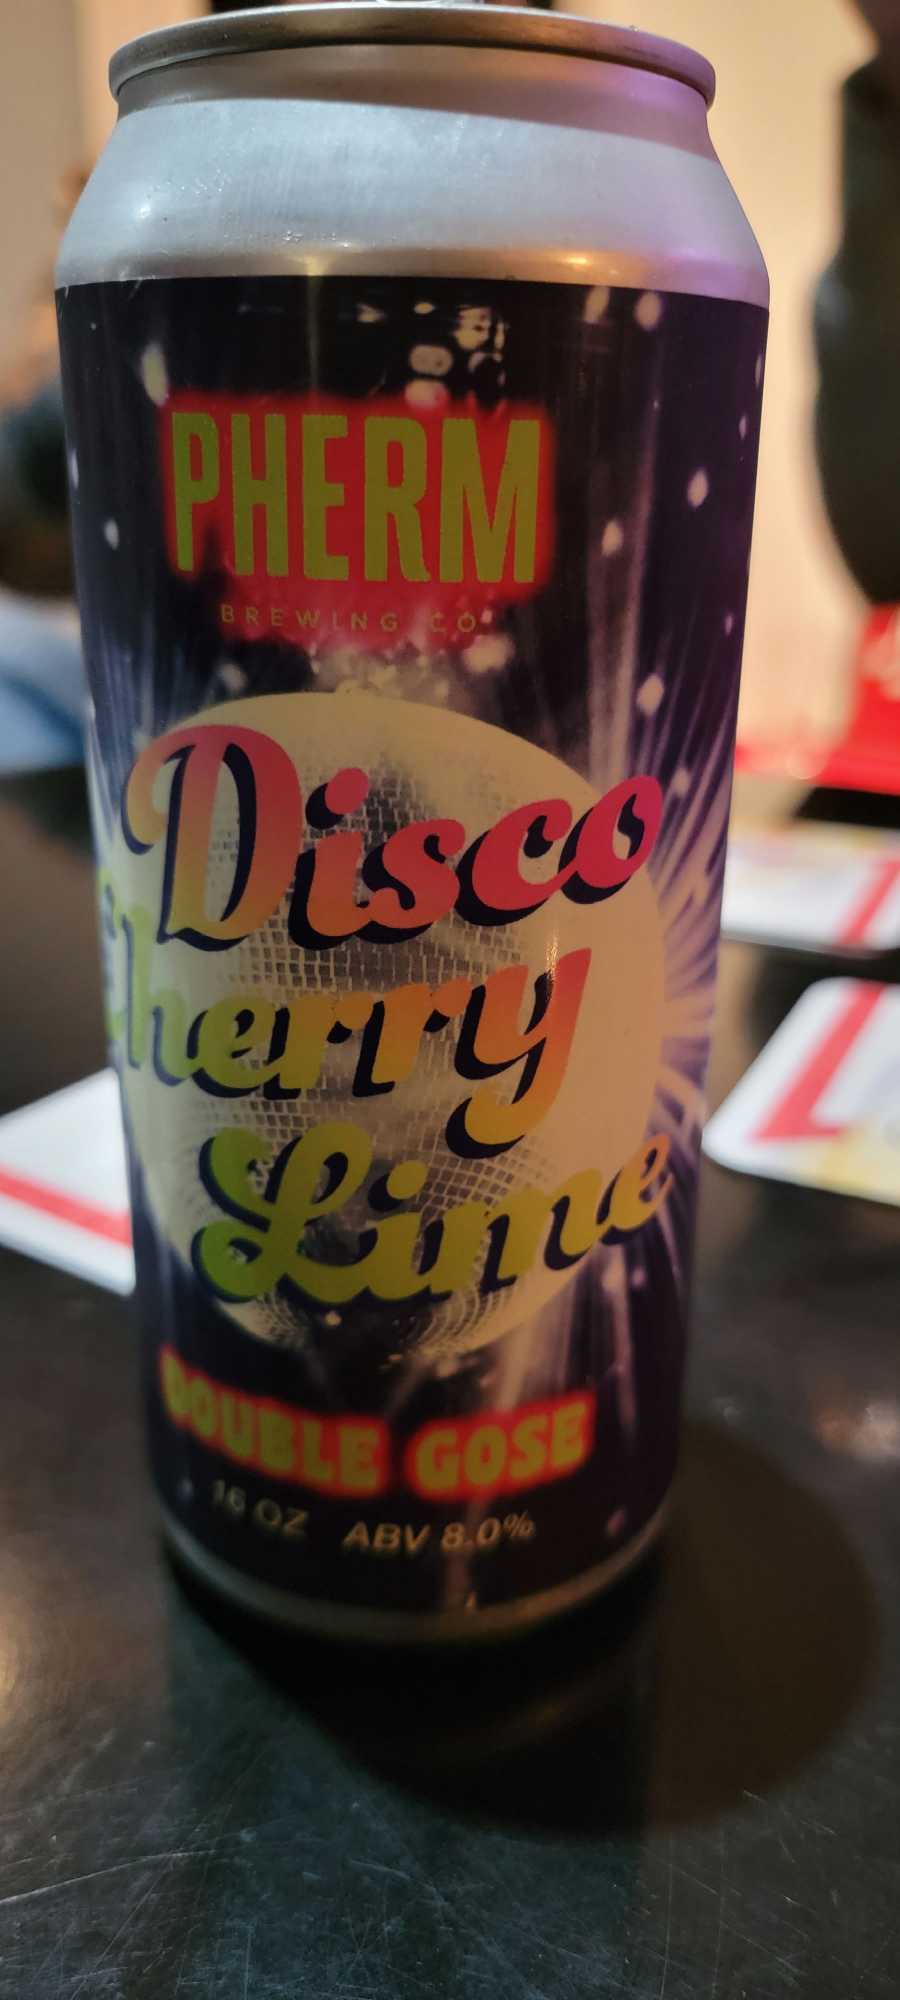 PHERM
BREWING CO
Disco
Cherry
Lime
DOUBLE GOSE
16 OZ ABV 8.0%